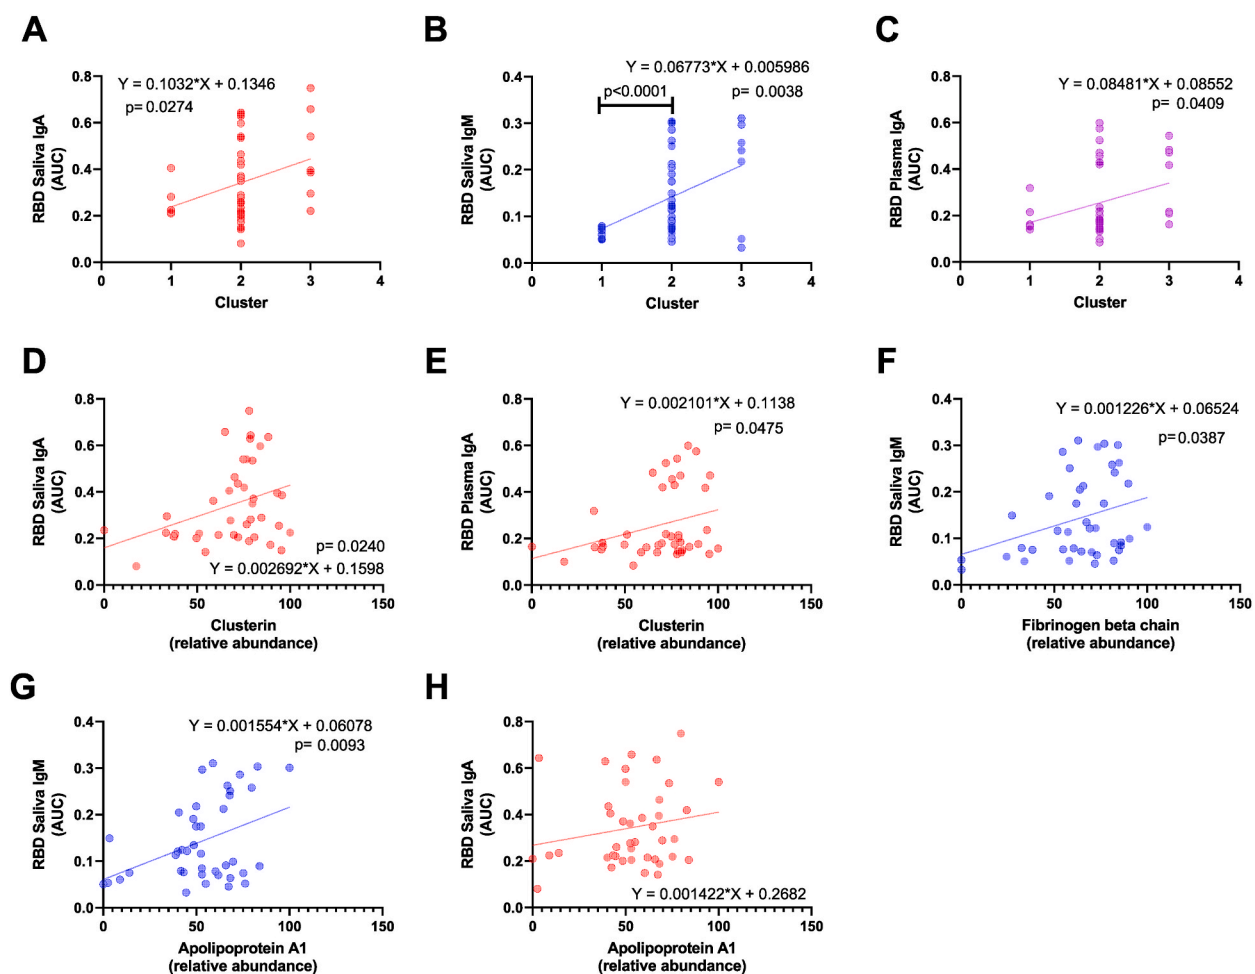 A
Y = 0.1032*X + 0.1346
p= 0.0274
RBD Saliva IgA
(AUC)
0.8
0.6
0.4
0.2
0.0
0 1 2 3 4
Cluster
B
Y = 0.06773*X + 0.005986
p<0.0001
p= 0.0038
RBD Saliva IgM
(AUC)
0.4
0.3
0.2
0.1
0.0
0 1 2 3 4
Cluster
C
Y = 0.08481*X + 0.08552
p= 0.0409
RBD Plasma IgA
(AUC)
0.8
0.6
0.4
0.2
0.0
0 1 2 3 4
Cluster
D
RBD Saliva IgA
(AUC)
0.8
0.6
0.4
0.2
0.0
p= 0.0240
Y = 0.002692*X + 0.1598
0 50 100 150
Clusterin
(relative abundance)
E
Y = 0.002101*X + 0.1138
p= 0.0475
RBD Plasma IgA
(AUC)
0.8
0.6
0.4
0.2
0.0
0 50 100 150
Clusterin
(relative abundance)
F
Y = 0.001226*X + 0.06524
p= 0.0387
RBD Saliva IgM
(AUC)
0.4
0.3
0.2
0.1
0.0
0 50 100 150
Fibrinogen beta chain
(relative abundance)
G
Y = 0.001554*X + 0.06078
p= 0.0093
RBD Saliva IgM
(AUC)
0.4
0.3
0.2
0.1
0.0
0 50 100 150
Apolipoprotein A1
(relative abundance)
H
RBD Saliva IgA
(AUC)
0.8
0.6
0.4
0.2
0.0
Y = 0.001422*X + 0.2682
0 50 100 150
Apolipoprotein A1
(relative abundance)